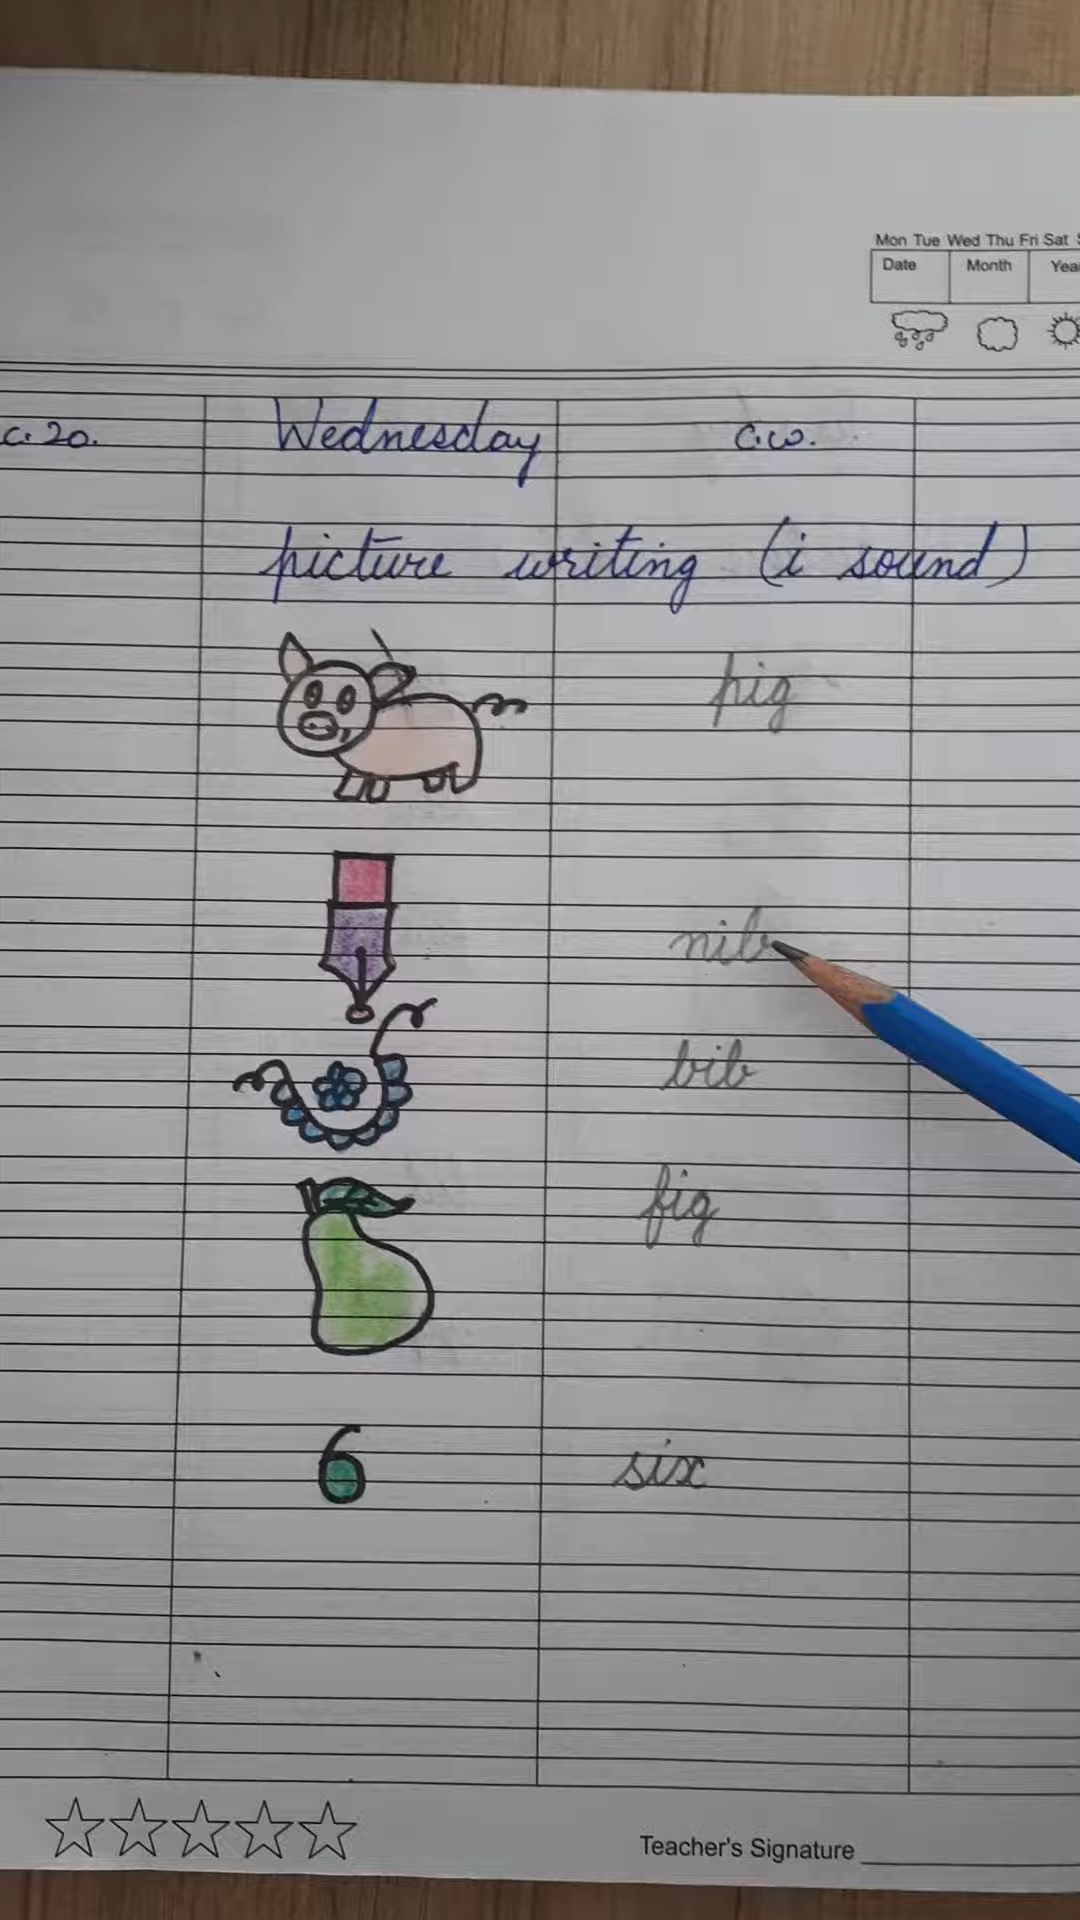 Mon Tue Wed Thu Fri Sat
Date Month
c. 20. Wednesday c.w.
picture writing (i sound)
pig
nib
bib
fig
6 six
Teacher's Signature